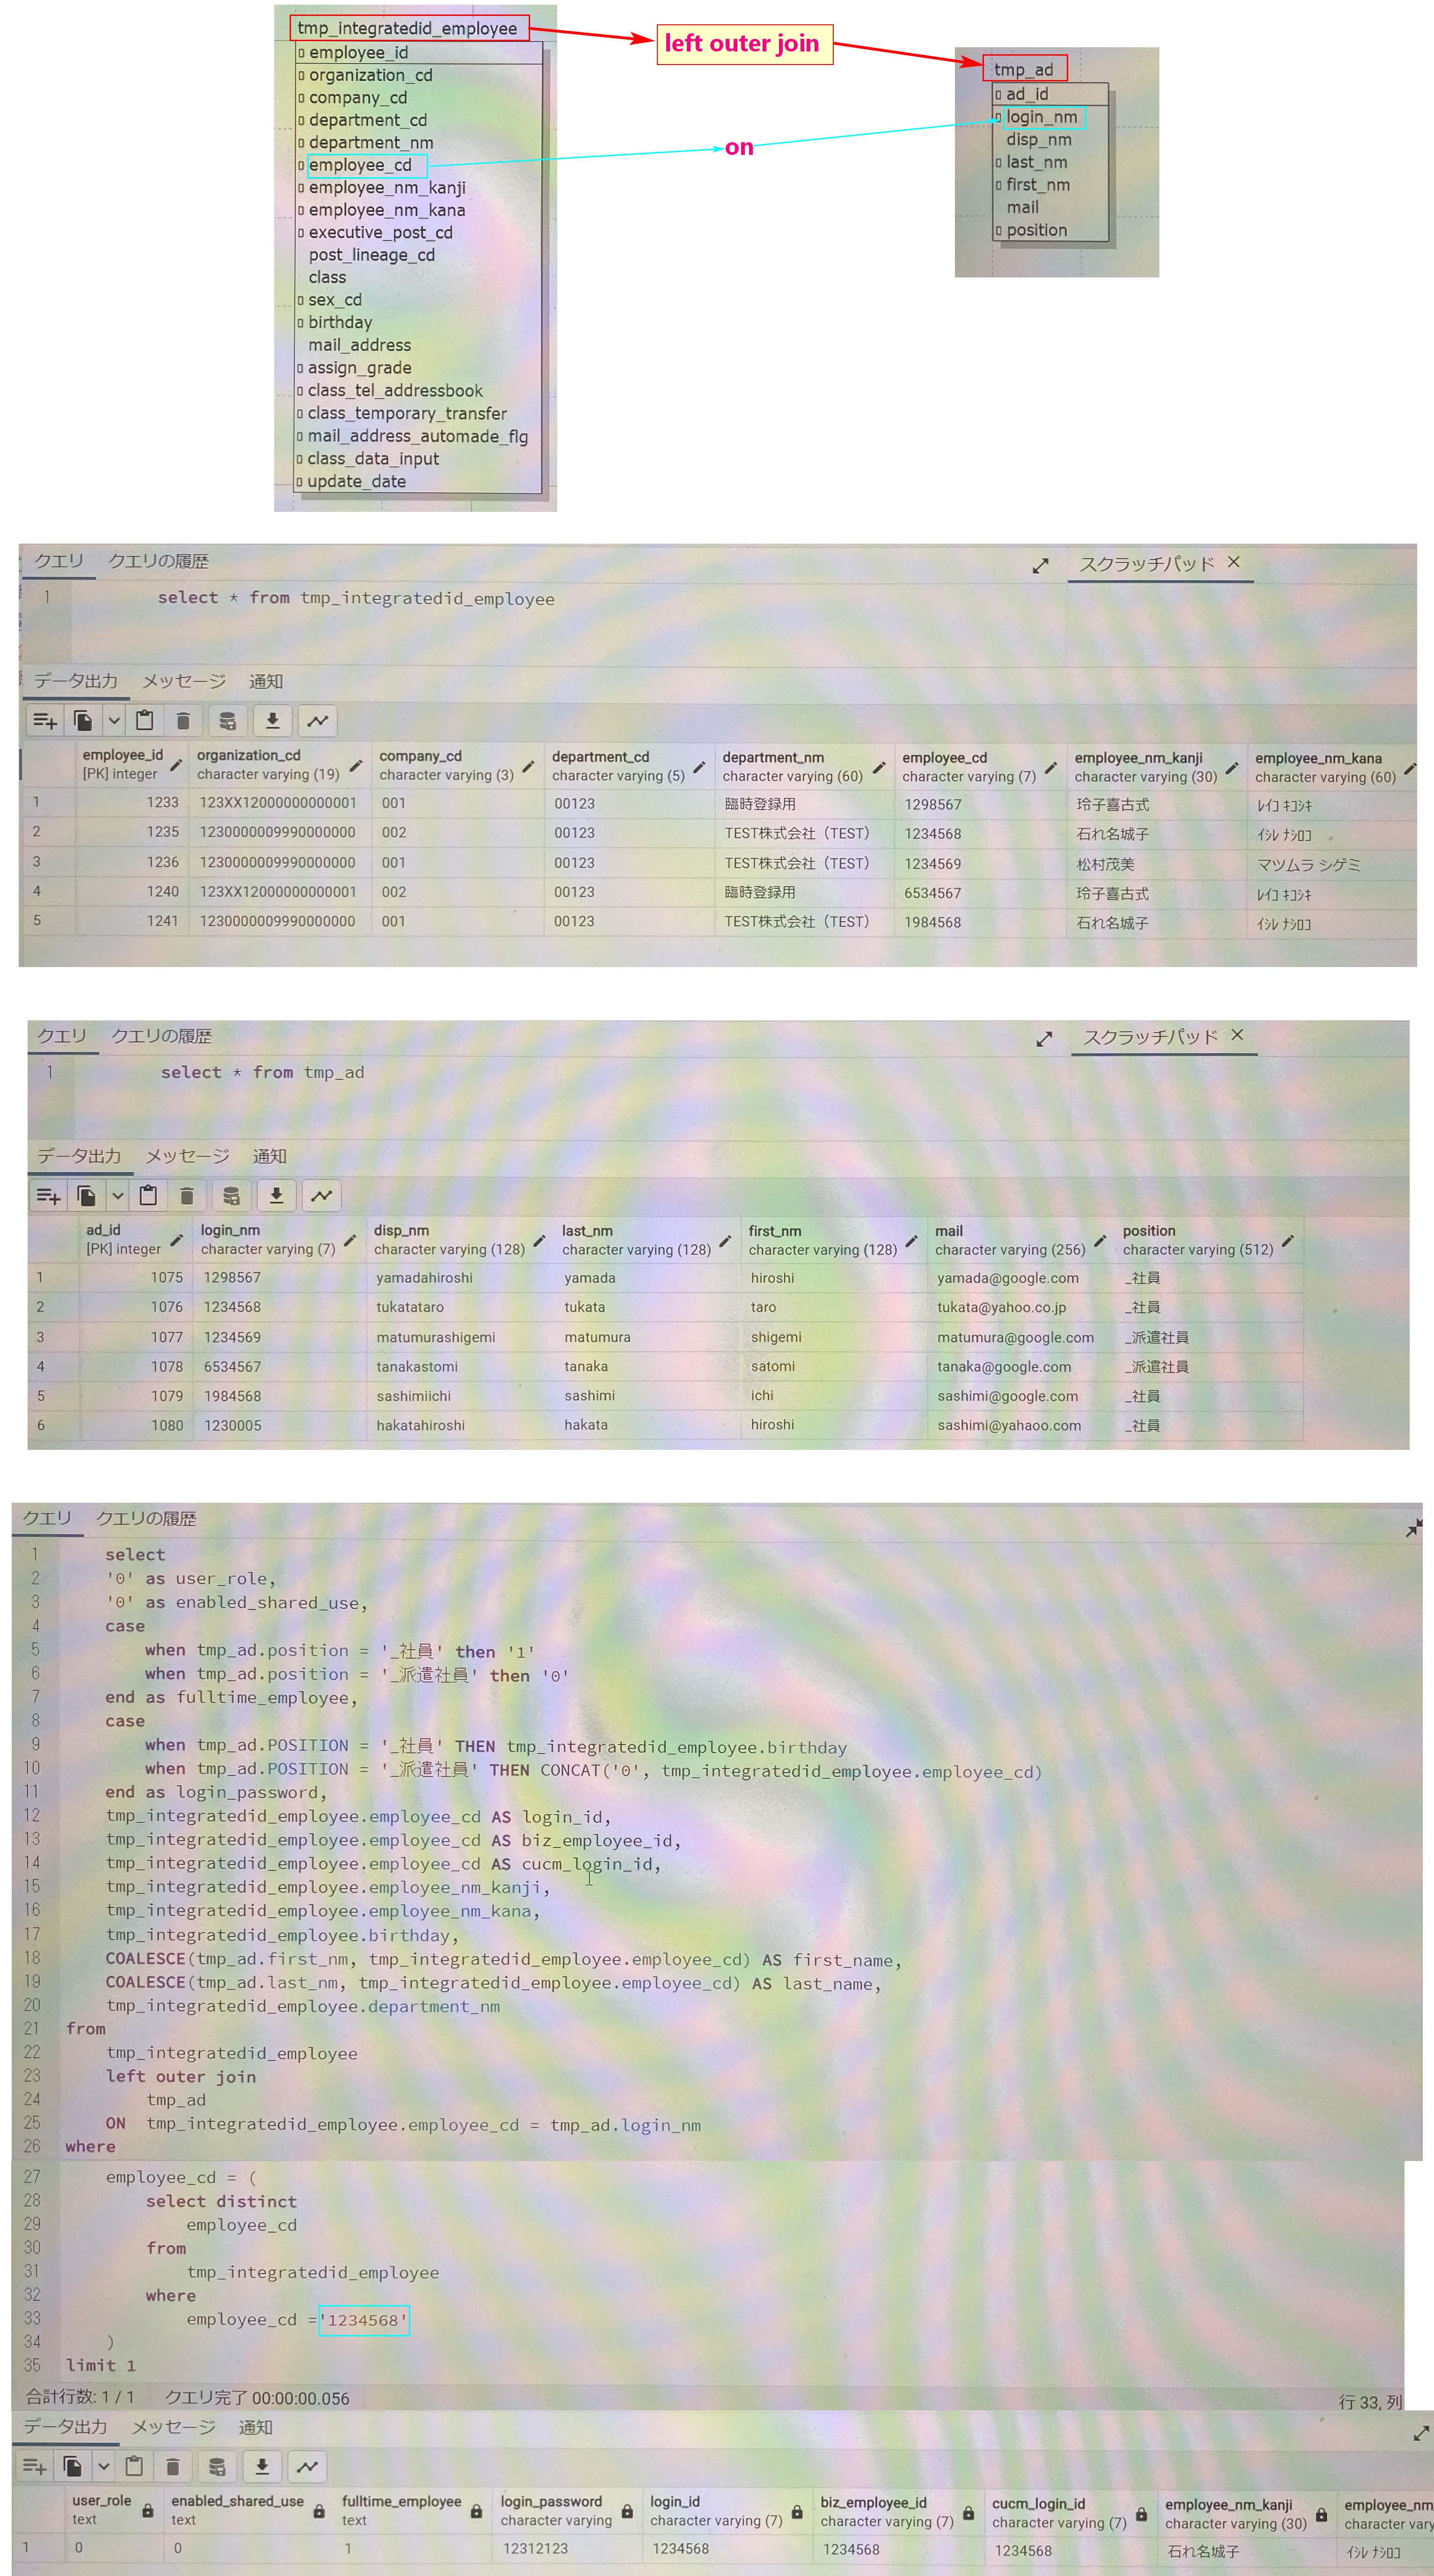 tmp_integratedid_employee
employee_id
organization_cd
company_cd
department_cd
department_nm
employee_cd
employee_nm_kanji
employee_nm_kana
executive_post_cd
post_lineage_cd
class
sex_cd
birthday
mail_address
assign_grade
class_tel_addressbook
class_temporary_transfer
mail_address_automade_flg
class_data_input
update_date
left outer join
on
tmp_ad
ad_id
login_nm
disp_nm
last_nm
first_nm
mail
position
クエリ クエリの履歴 スクラッチパッド ×
1 select * from tmp_integratedid_employee
データ出力 メッセージ 通知
employee_id organization_cd company_cd department_cd department_nm employee_cd employee_nm_kanji employee_nm_kana
[PK] integer character varying (19) character varying (3) character varying (5) character varying (60) character varying (7) character varying (30) character varying (60)
1 1233 123XX12000000000001 001 00123 臨時登録用 1298567 玲子喜古式 ﾚｲｺ ｷｺｼｷ
2 1235 1230000009990000000 002 00123 TEST株式会社（TEST） 1234568 石れ名城子 ｲｼﾚ ﾅｼﾛｺ
3 1236 1230000009990000000 001 00123 TEST株式会社（TEST） 1234569 松村茂美 マツムラ シゲミ
4 1240 123XX12000000000001 002 00123 臨時登録用 6534567 玲子喜古式 ﾚｲｺ ｷｺｼｷ
5 1241 1230000009990000000 001 00123 TEST株式会社（TEST） 1984568 石れ名城子 ｲｼﾚ ﾅｼﾛｺ
クエリ クエリの履歴 スクラッチパッド ×
1 select * from tmp_ad
データ出力 メッセージ 通知
ad_id login_nm disp_nm last_nm first_nm mail position
[PK] integer character varying (7) character varying (128) character varying (128) character varying (128) character varying (256) character varying (512)
1 1075 1298567 yamadahiroshi yamada hiroshi yamada@google.com _社員
2 1076 1234568 tukatataro tukata taro tukata@yahoo.co.jp _社員
3 1077 1234569 matumurashigemi matumura shigemi matumura@google.com _派遣社員
4 1078 6534567 tanakastomi tanaka satomi tanaka@google.com _派遣社員
5 1079 1984568 sashimiichi sashimi ichi sashimi@google.com _社員
6 1080 1230005 hakatahiroshi hakata hiroshi sashimi@yahaoo.com _社員
クエリ クエリの履歴
1 select
2 '0' as user_role,
3 '0' as enabled_shared_use,
4 case
5 when tmp_ad.position = '_社員' then '1'
6 when tmp_ad.position = '_派遣社員' then '0'
7 end as fulltime_employee,
8 case
9 when tmp_ad.POSITION = '_社員' THEN tmp_integratedid_employee.birthday
10 when tmp_ad.POSITION = '_派遣社員' THEN CONCAT('0', tmp_integratedid_employee.employee_cd)
11 end as login_password,
12 tmp_integratedid_employee.employee_cd AS login_id,
13 tmp_integratedid_employee.employee_cd AS biz_employee_id,
14 tmp_integratedid_employee.employee_cd AS cucm_login_id,
15 tmp_integratedid_employee.employee_nm_kanji,
16 tmp_integratedid_employee.employee_nm_kana,
17 tmp_integratedid_employee.birthday,
18 COALESCE(tmp_ad.first_nm, tmp_integratedid_employee.employee_cd) AS first_name,
19 COALESCE(tmp_ad.last_nm, tmp_integratedid_employee.employee_cd) AS last_name,
20 tmp_integratedid_employee.department_nm
21 from
22 tmp_integratedid_employee
23 left outer join
24 tmp_ad
25 ON tmp_integratedid_employee.employee_cd = tmp_ad.login_nm
26 where
27 employee_cd = (
28 select distinct
29 employee_cd
30 from
31 tmp_integratedid_employee
32 where
33 employee_cd ='1234568'
34 )
35 limit 1
合計行数: 1 / 1 クエリ完了 00:00:00.056 行 33, 列
データ出力 メッセージ 通知
user_role enabled_shared_use fulltime_employee login_password login_id biz_employee_id cucm_login_id employee_nm_kanji employee_nm
text text text character varying character varying (7) character varying (7) character varying (7) character varying (30) character vary
1 0 0 1 12312123 1234568 1234568 1234568 石れ名城子 ｲｼﾚ ﾅｼﾛｺ